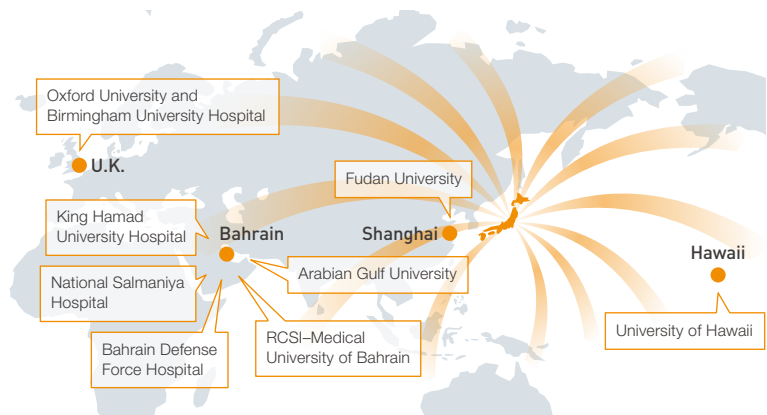 Oxford University and
Birmingham University Hospital
U.K.
Fudan University
King Hamad
University Hospital
Bahrain
Shanghai
Hawaii
Arabian Gulf University
National Salmaniya
Hospital
University of Hawaii
RCSI–Medical
University of Bahrain
Bahrain Defense
Force Hospital